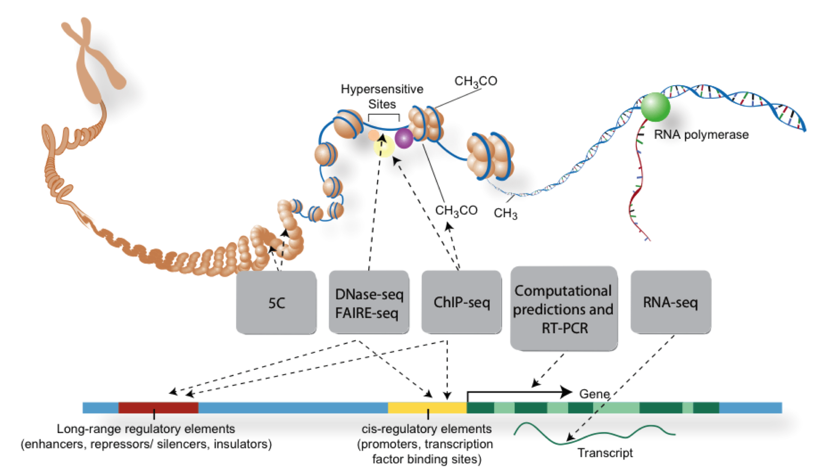 CH3CO
Hypersensitive
Sites
RNA polymerase
CH3CO
CH3
5C
DNase-seq
FAIRE-seq
ChIP-seq
Computational
predictions and
RT-PCR
RNA-seq
Gene
Long-range regulatory elements
(enhancers, repressors/ silencers, insulators)
cis-regulatory elements
(promoters, transcription
factor binding sites)
Transcript